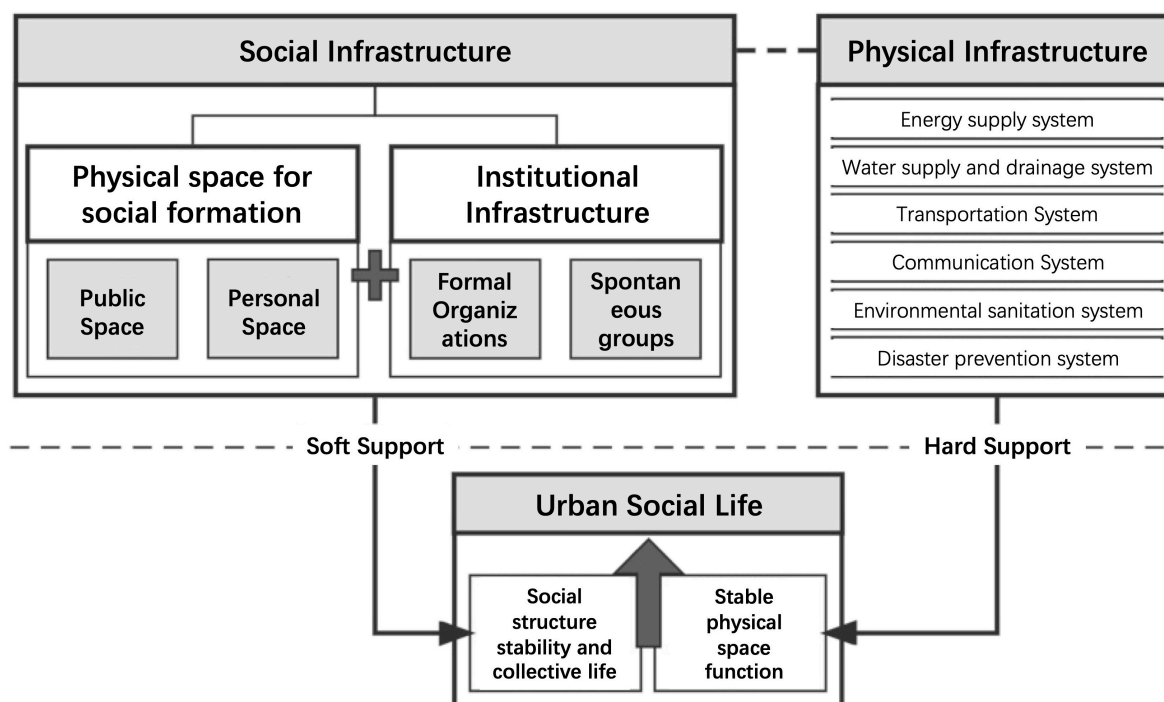 Social Infrastructure
Physical space for
social formation
Public
Space
Personal
Space
Institutional
Infrastructure
Formal
Organiz
ations
Spontan
eous
groups
Physical Infrastructure
Energy supply system
Water supply and drainage system
Transportation System
Communication System
Environmental sanitation system
Disaster prevention system
Soft Support
Hard Support
Urban Social Life
Social
structure
stability and
collective life
Stable
physical
space
function